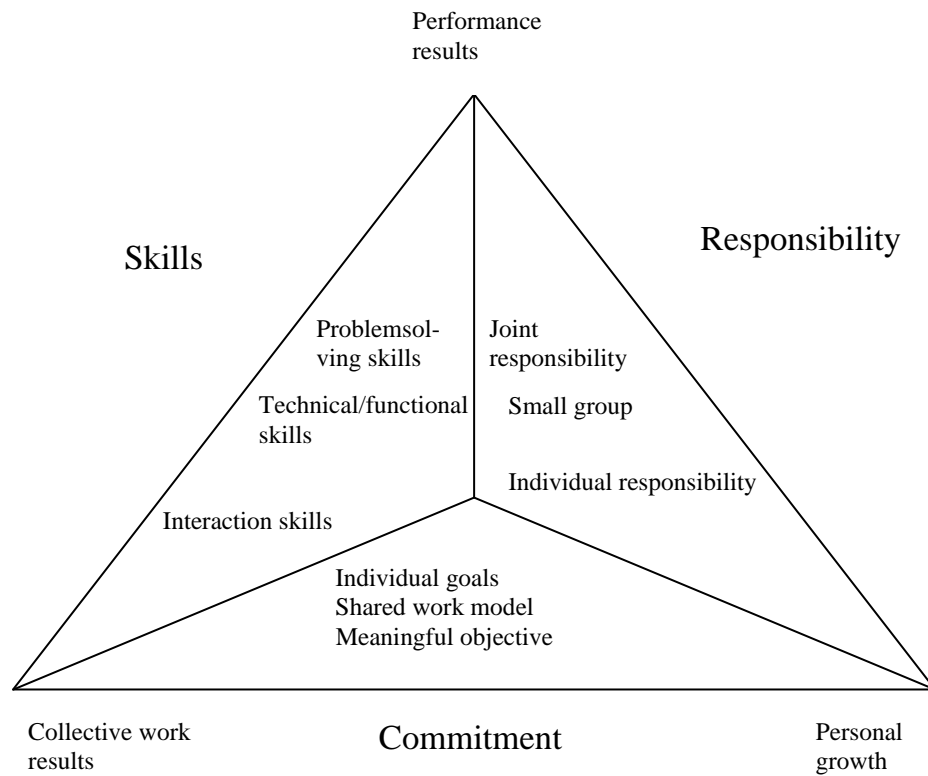 Performance
results
Skills
Responsibility
Problemsol-
ving skills
Joint
responsibility
Technical/functional
skills
Small group
Individual responsibility
Interaction skills
Individual goals
Shared work model
Meaningful objective
Collective work
results
Commitment
Personal
growth